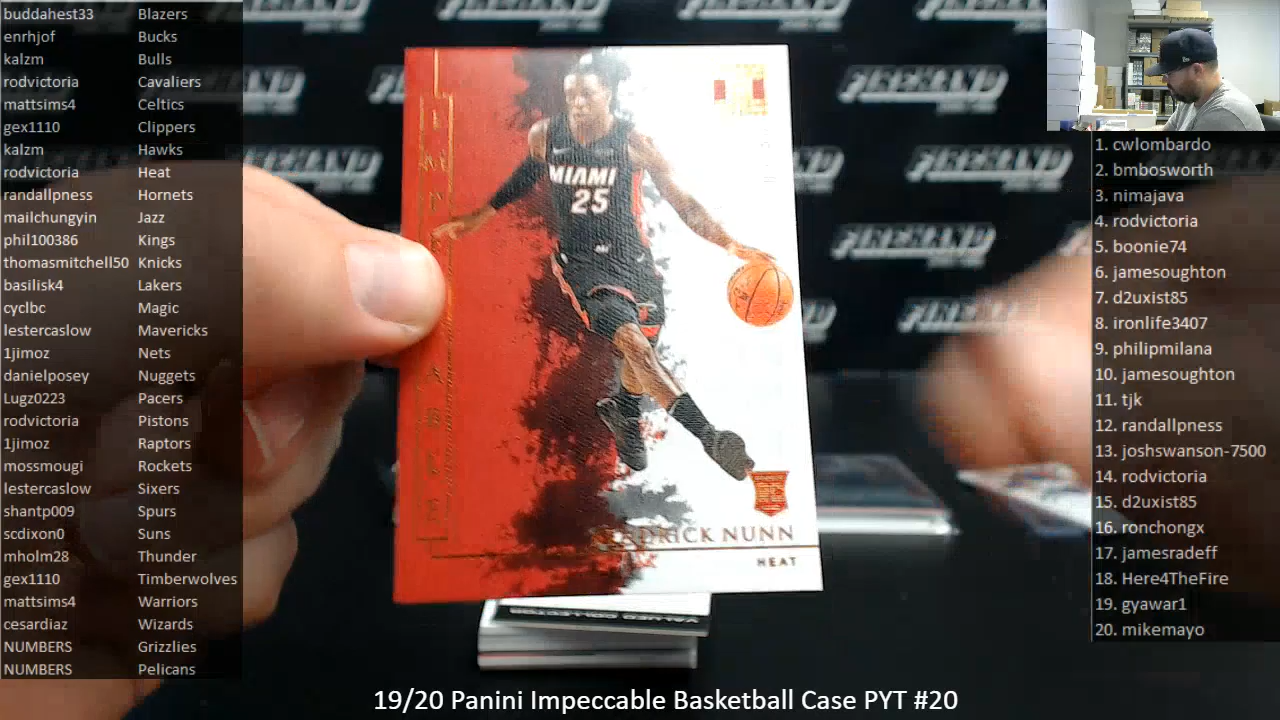 buddahest33 Blazers
enrhjof Bucks
kalzm Bulls
rodvictoria Cavaliers
mattsims4 Celtics
gex1110 Clippers
kalzm Hawks
rodvictoria Heat
randallpness Hornets
mailchungyin Jazz
phil100386 Kings
thomasmitchell50 Knicks
basilisk4 Lakers
cyclbc Magic
lestercaslow Mavericks
1jimoz Nets
danielposey Nuggets
Lugz0223 Pacers
rodvictoria Pistons
1jimoz Raptors
mossmougi Rockets
lestercaslow Sixers
shantp009 Spurs
scdixon0 Suns
mholm28 Thunder
gex1110 Timberwolves
mattsims4 Warriors
cesardiaz Wizards
NUMBERS Grizzlies
NUMBERS Pelicans
FIREHAND
MIAMI
25
NUNN
HEAT
VALUED COLLECTOR
1. cwlombardo
2. bmbosworth
3. nimajava
4. rodvictoria
5. boonie74
6. jamesoughton
7. d2uxist85
8. ironlife3407
9. philipmilana
10. jamesoughton
11. tjk
12. randallpness
13. joshswanson-7500
14. rodvictoria
15. d2uxist85
16. ronchongx
17. jamesradeff
18. Here4TheFire
19. gyawar1
20. mikemayo
19/20 Panini Impeccable Basketball Case PYT #20